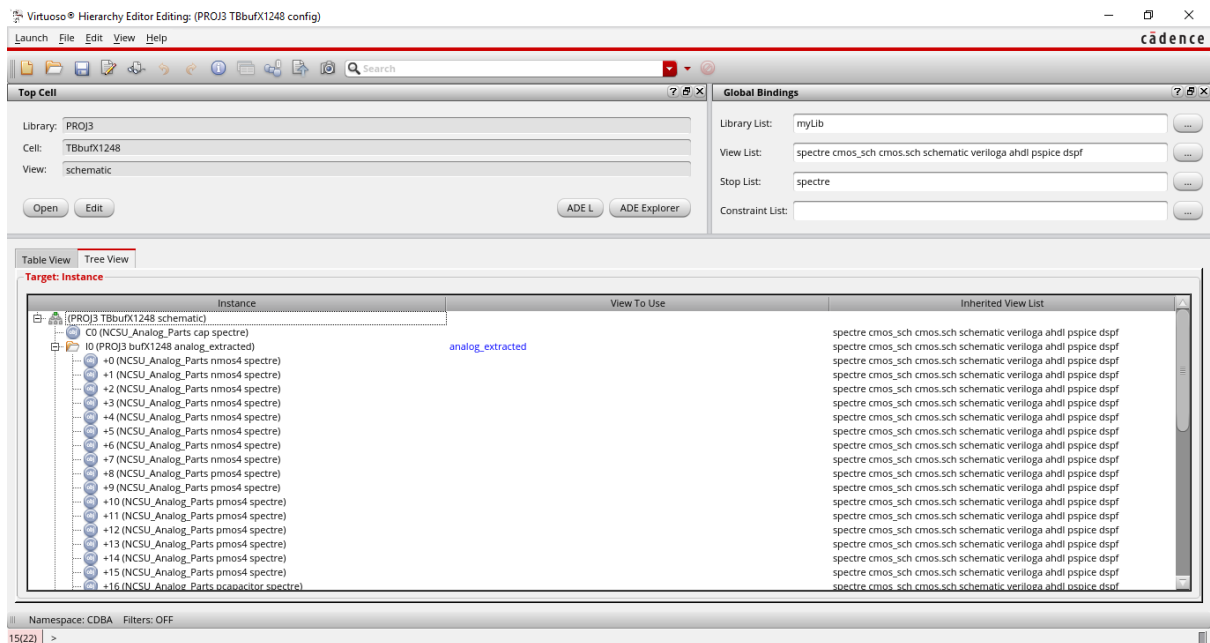 Virtuoso® Hierarchy Editor Editing: (PROJ3 TBbufX1248 config)
Launch File Edit View Help
cādence
Search
Top Cell
Global Bindings
Library: PROJ3
Library List: myLib
...
Cell: TBbufX1248
View List: spectre cmos_sch cmos.sch schematic veriloga ahdl pspice dspf
...
View: schematic
Stop List: spectre
...
Open Edit ADE L ADE Explorer
Constraint List:
...
Table View Tree View
Target: Instance
Instance View To Use Inherited View List
(PROJ3 TBbufX1248 schematic)
C0 (NCSU_Analog_Parts cap spectre) spectre cmos_sch cmos.sch schematic veriloga ahdl pspice dspf
I0 (PROJ3 bufX1248 analog_extracted) analog_extracted spectre cmos_sch cmos.sch schematic veriloga ahdl pspice dspf
+0 (NCSU_Analog_Parts nmos4 spectre) spectre cmos_sch cmos.sch schematic veriloga ahdl pspice dspf
+1 (NCSU_Analog_Parts nmos4 spectre) spectre cmos_sch cmos.sch schematic veriloga ahdl pspice dspf
+2 (NCSU_Analog_Parts nmos4 spectre) spectre cmos_sch cmos.sch schematic veriloga ahdl pspice dspf
+3 (NCSU_Analog_Parts nmos4 spectre) spectre cmos_sch cmos.sch schematic veriloga ahdl pspice dspf
+4 (NCSU_Analog_Parts nmos4 spectre) spectre cmos_sch cmos.sch schematic veriloga ahdl pspice dspf
+5 (NCSU_Analog_Parts nmos4 spectre) spectre cmos_sch cmos.sch schematic veriloga ahdl pspice dspf
+6 (NCSU_Analog_Parts nmos4 spectre) spectre cmos_sch cmos.sch schematic veriloga ahdl pspice dspf
+7 (NCSU_Analog_Parts nmos4 spectre) spectre cmos_sch cmos.sch schematic veriloga ahdl pspice dspf
+8 (NCSU_Analog_Parts pmos4 spectre) spectre cmos_sch cmos.sch schematic veriloga ahdl pspice dspf
+9 (NCSU_Analog_Parts pmos4 spectre) spectre cmos_sch cmos.sch schematic veriloga ahdl pspice dspf
+10 (NCSU_Analog_Parts pmos4 spectre) spectre cmos_sch cmos.sch schematic veriloga ahdl pspice dspf
+11 (NCSU_Analog_Parts pmos4 spectre) spectre cmos_sch cmos.sch schematic veriloga ahdl pspice dspf
+12 (NCSU_Analog_Parts pmos4 spectre) spectre cmos_sch cmos.sch schematic veriloga ahdl pspice dspf
+13 (NCSU_Analog_Parts pmos4 spectre) spectre cmos_sch cmos.sch schematic veriloga ahdl pspice dspf
+14 (NCSU_Analog_Parts pmos4 spectre) spectre cmos_sch cmos.sch schematic veriloga ahdl pspice dspf
+15 (NCSU_Analog_Parts pmos4 spectre) spectre cmos_sch cmos.sch schematic veriloga ahdl pspice dspf
+16 (NCSU_Analog_Parts pcapacitor spectre) spectre cmos_sch cmos.sch schematic veriloga ahdl pspice dspf
Namespace: CDBA Filters: OFF
15(22) >